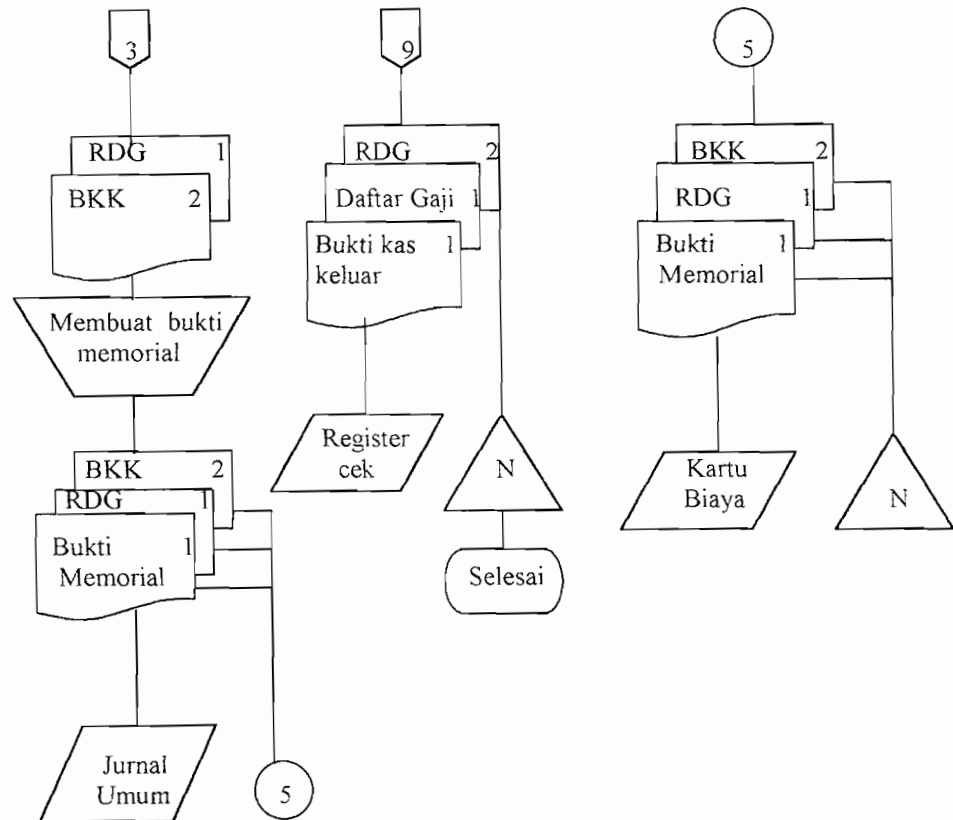 3
RDG 1
BKK 2
Membuat bukti
memorial
BKK 2
RDG 1
Bukti 1
Memorial
Jurnal
Umum
5
9
RDG 2
Daftar Gaji 1
Bukti kas 1
keluar
Register
cek
N
Selesai
5
BKK 2
RDG 1
Bukti 1
Memorial
Kartu
Biaya
N